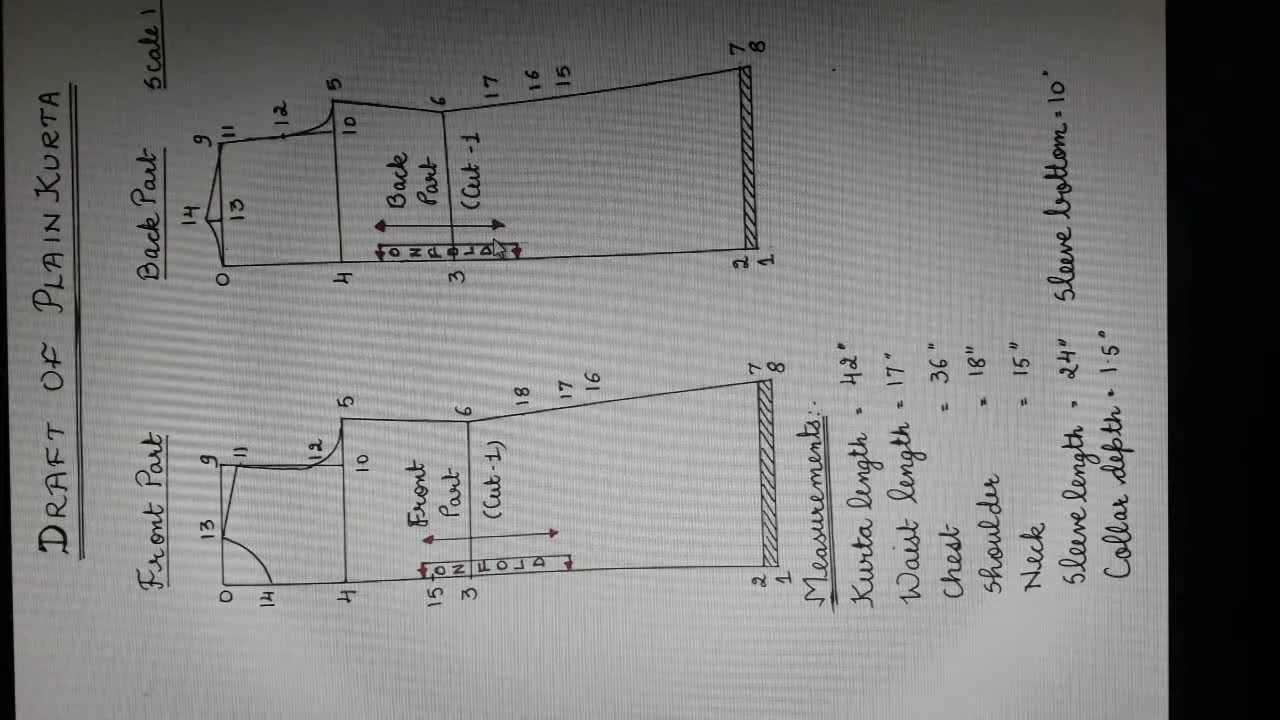 DRAFT OF PLAIN KURTA
Front Part
Back Part
Scale 1
0
13
9
11
14
12
4
10
5
15
3
6
ON FOLD
Front
Part
(Cut-1)
18
17
16
2
1
7
8
14
0
13
9
11
12
4
10
5
3
6
ONFOLD
Back
Part
(Cut-1
17
16
15
2
1
7
8
Measurements:-
Kurta length = 42"
Waist length = 17"
Chest = 36"
Shoulder = 18"
Neck = 15"
Sleeve length = 24" Sleeve bottom = 10"
Collar depth = 1.5"